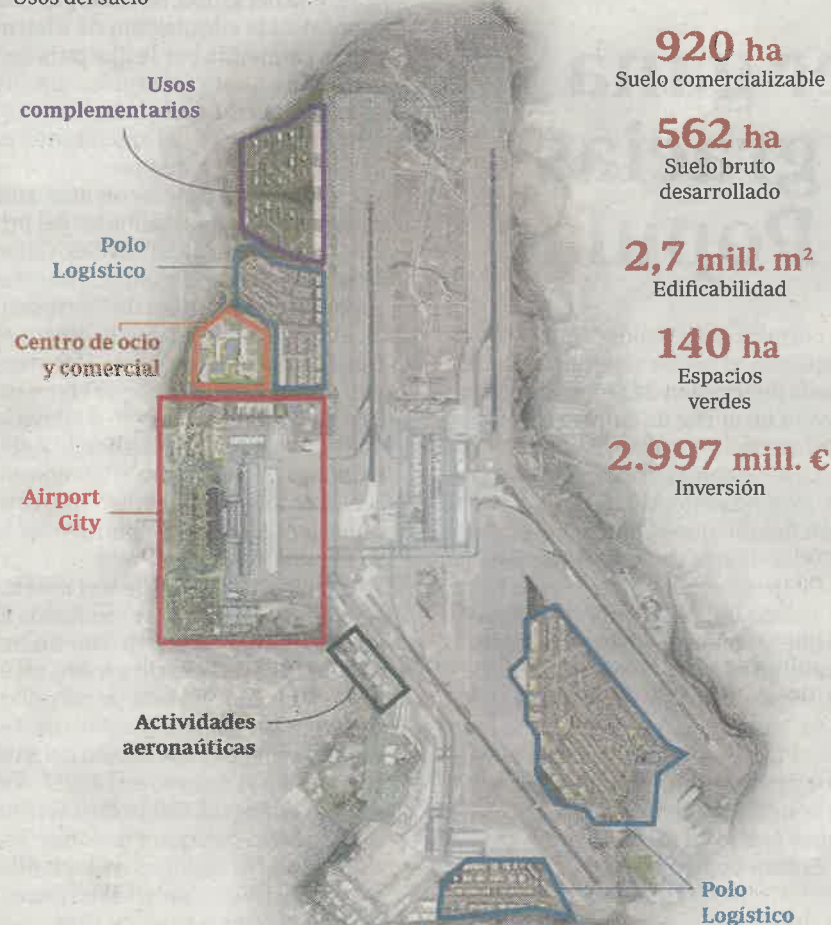 Usos del suelo
Usos
complementarios
Polo
Logístico
Centro de ocio
y comercial
Airport
City
Actividades
aeronaúticas
Polo
Logístico
920 ha
Suelo comercializable
562 ha
Suelo bruto
desarrollado
2,7 mill. m²
Edificabilidad
140 ha
Espacios
verdes
2.997 mill. €
Inversión